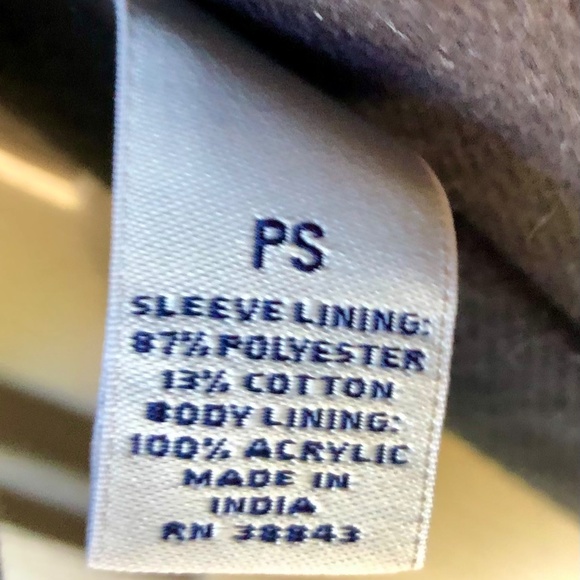 PS
SLEEVE LINING:
87% POLYESTER
13% COTTON
BODY LINING:
100% ACRYLIC
MADE IN
INDIA
RN 38843